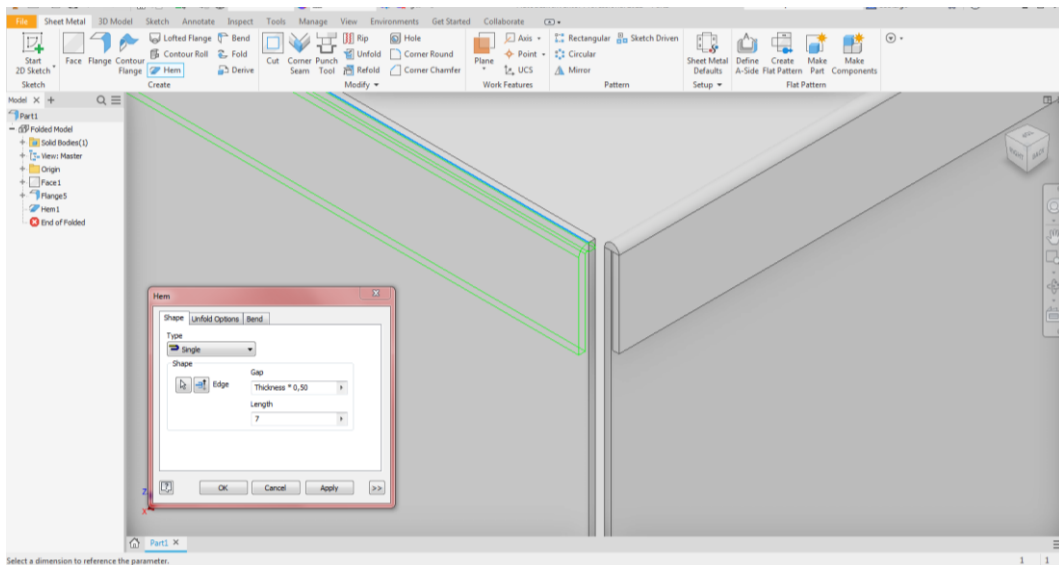 File Sheet Metal 3D Model Sketch Annotate Inspect Tools Manage View Environments Get Started Collaborate
Start 2D Sketch
Face
Flange
Contour Flange
Lofted Flange
Contour Roll
Hem
Bend
Fold
Derive
Cut
Corner Seam
Punch Tool
Rip
Unfold
Refold
Hole
Corner Round
Corner Chamfer
Plane
Axis
Point
UCS
Rectangular
Circular
Mirror
Sketch Driven
Sheet Metal Defaults
Define A-Side
Create Flat Pattern
Make Part
Make Components
Sketch Create Modify Work Features Pattern Setup Flat Pattern
Model
Part1
Folded Model
Solid Bodies(1)
View: Master
Origin
Face1
Flange5
Hem1
End of Folded
TOP
RIGHT BACK
Hem
Shape Unfold Options Bend
Type
Single
Shape
Edge
Gap
Thickness * 0,50
Length
7
OK Cancel Apply >>
Z
X
Part1
Select a dimension to reference the parameter.
1 1